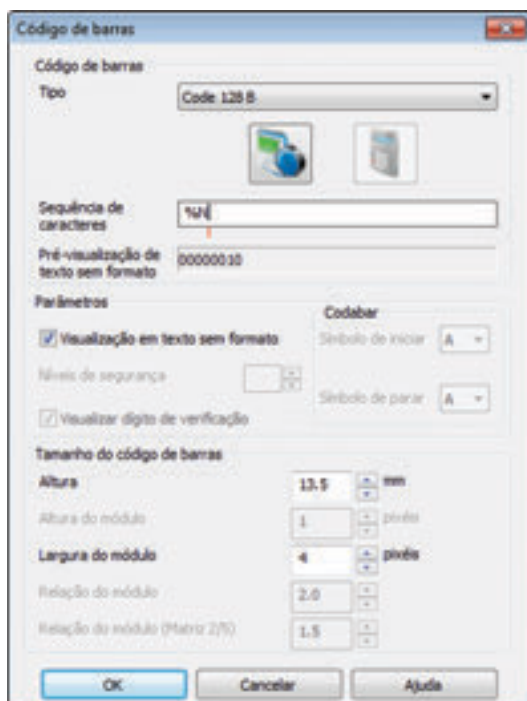 Código de barras
Código de barras
Tipo
Code 128 B
Sequência de
caracteres
Pré-visualização de
texto sem formato
00000010
Parâmetros
Visualização em texto sem formato
Níveis de segurança
Visualizar dígito de verificação
Codabar
Símbolo de iniciar A
Símbolo de parar A
Tamanho do código de barras
Altura 13.5 mm
Altura do módulo 1 pixéis
Largura do módulo 4 pixéis
Relação do módulo 2.0
Relação do módulo (Matriz 2/5) 1.5
OK Cancelar Ajuda